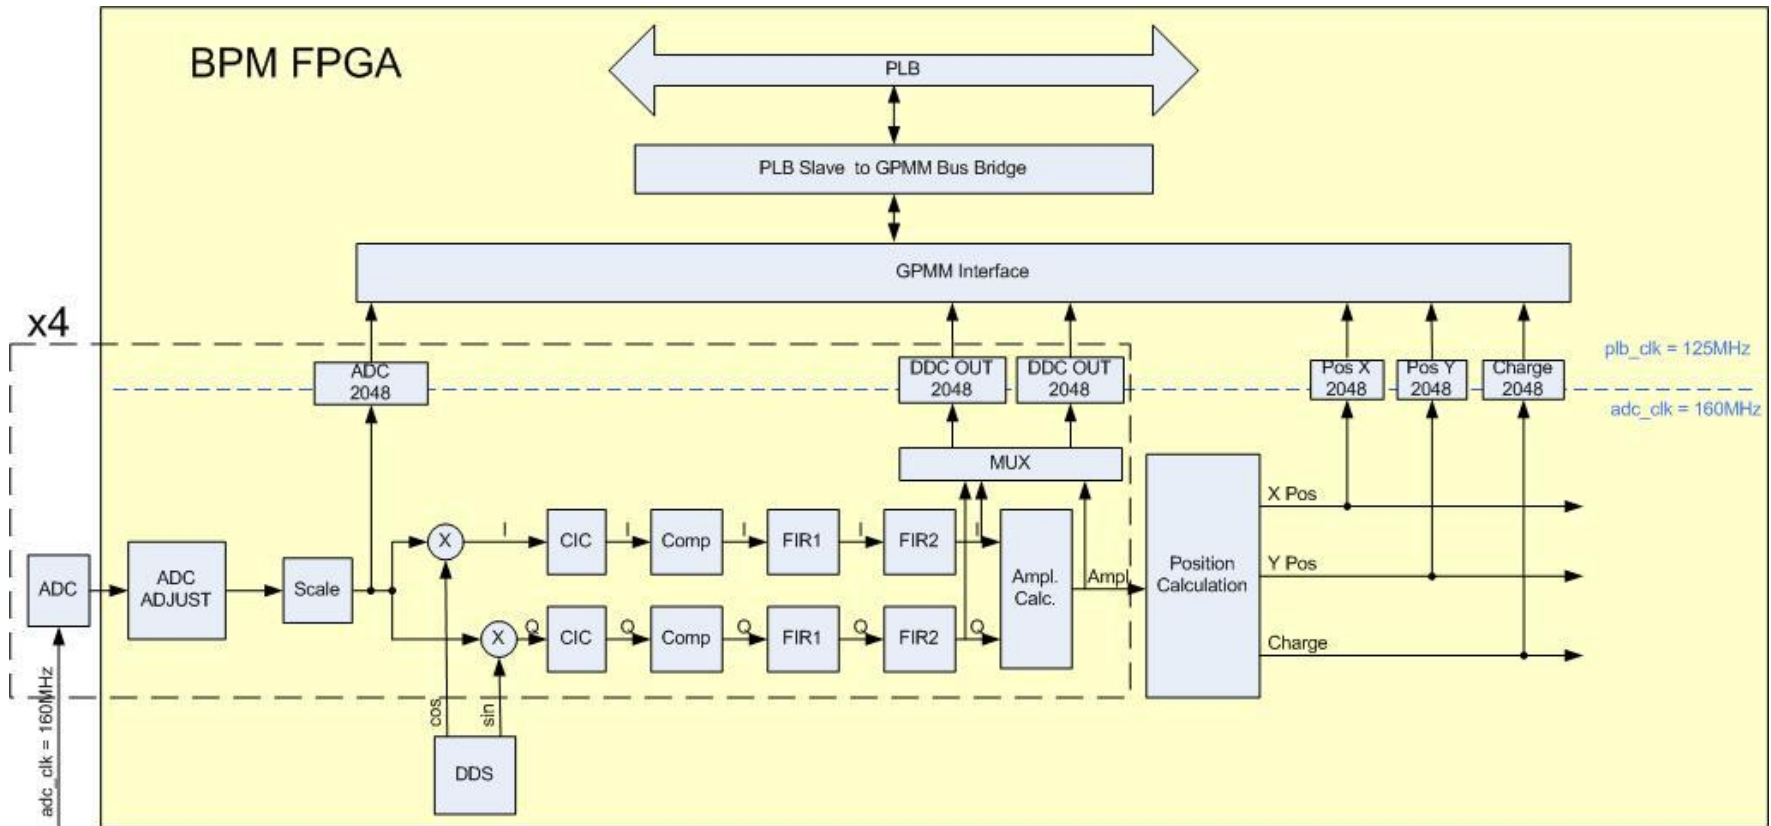 BPM FPGA
PLB
PLB Slave to GPMM Bus Bridge
GPMM Interface
x4
plb_clk = 125MHz
adc_clk = 160MHz
ADC
2048
DDC OUT
2048
DDC OUT
2048
Pos X
2048
Pos Y
2048
Charge
2048
MUX
X Pos
Y Pos
Charge
X
I
CIC
I
Comp
I
FIR1
I
FIR2
I
ADC
ADC
ADJUST
Scale
Ampl.
Calc.
Ampl
Position
Calculation
X
Q
CIC
Q
Comp
Q
FIR1
Q
FIR2
Q
cos
sin
DDS
adc_clk = 160MHz